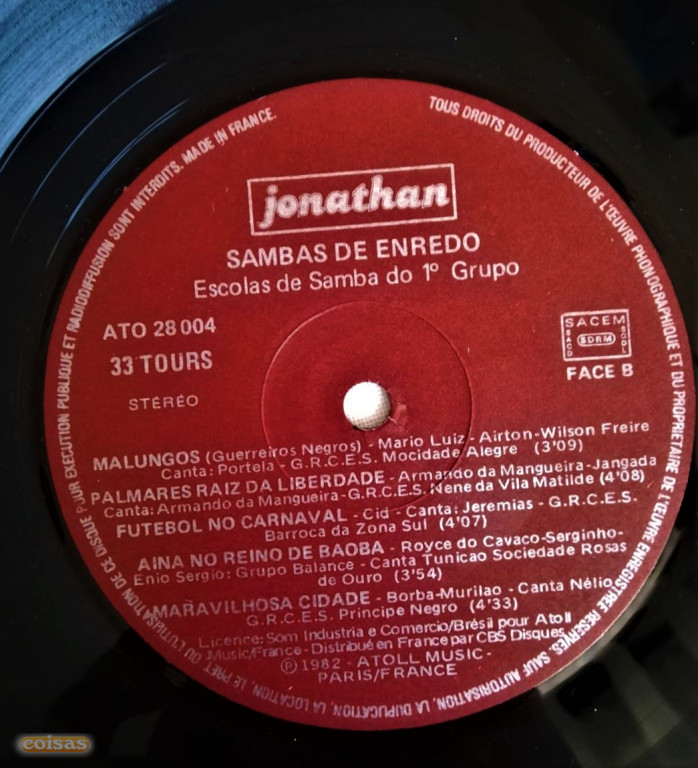 TOUS DROITS DU PRODUCTEUR DE L'ŒUVRE PHONOGRAPHIQUE ET DU PROPRIETAIRE DE L'ŒUVRE ENREGISTREE RESERVES. SAUF AUTORISATION, LA DUPLICATION, LA LOCATION, LE PRET OU L'UTILISATION DE CE DISQUE POUR EXECUTION PUBLIQUE ET RADIODIFFUSION SONT INTERDITS. MADE IN FRANCE.
jonathan
SAMBAS DE ENREDO
Escolas de Samba do 1º Grupo
ATO 28 004
33 TOURS
STÉRÉO
SACEM
SACD
SDRM
SGDL
FACE B
MALUNGOS (Guerreiros Negros) - Mario Luiz - Airton-Wilson Freire
Canta: Portela - G.R.C.E.S. Mocidade Alegre (3'09)
PALMARES RAIZ DA LIBERDADE - Armando da Mangueira-Jangada
Canta: Armando da Mangueira-G.R.C.E.S. Nene da Vila Matilde (4'08)
FUTEBOL NO CARNAVAL - Cid - Canta: Jeremias - G.R.C.E.S.
Barroca da Zona Sul (4'07)
AINA NO REINO DE BAOBA - Royce do Cavaco-Serginho-
Enio Sergio: Grupo Balance - Canta Tunicao Sociedade Rosas
de Ouro (3'54)
MARAVILHOSA CIDADE - Borba-Murilao - Canta Nélio
G.R.C.E.S. Principe Negro (4'33)
Licence: Som Industria e Comercio/Brésil pour Atoll
Music/France - Distribué en France par CBS Disques
℗ 1982 - ATOLL MUSIC -
PARIS/FRANCE
coisas